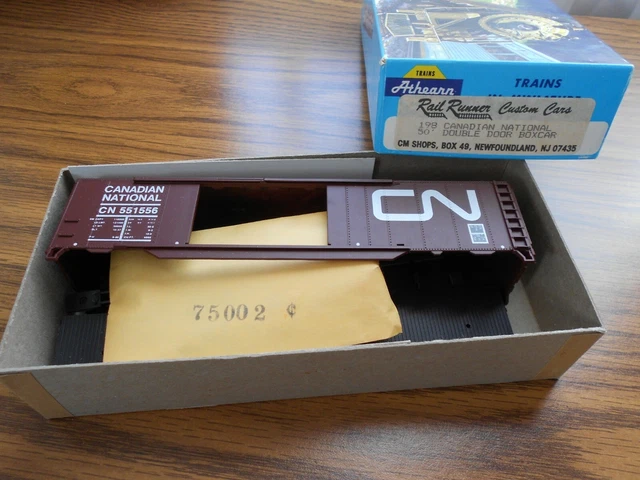 TRAINS
Athearn
TRAINS
Rail Runner Custom Cars
198 CANADIAN NATIONAL
50' DOUBLE DOOR BOXCAR
CM SHOPS, BOX 49, NEWFOUNDLAND, NJ 07435
CANADIAN
NATIONAL
CN 551556
CN
75002 ¢